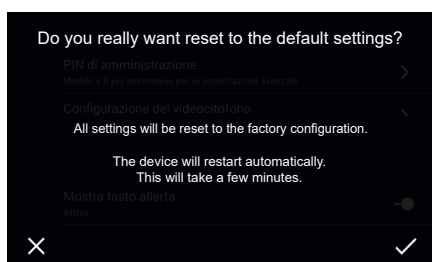 Do you really want reset to the default settings?
PIN di amministrazione
Modifica il pin necessario per le impostazioni avanzate
Configurazione del videocitofono
All settings will be reset to the factory configuration.
The device will restart automatically.
This will take a few minutes.
Mostra tasto allerta
Attivo